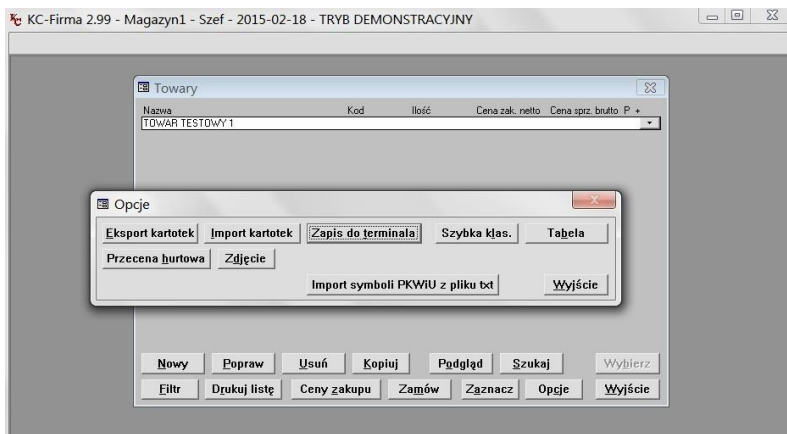 KC-Firma 2.99 - Magazyn1 - Szef - 2015-02-18 - TRYB DEMONSTRACYJNY
Towary
Nazwa Kod Ilość Cena zak. netto Cena sprz. brutto P +
TOWAR TESTOWY 1
Opcje
Eksport kartotek Import kartotek Zapis do terminala Szybka klas. Tabela
Przecena hurtowa Zdjęcie
Import symboli PKWiU z pliku txt Wyjście
Nowy Popraw Usuń Kopiuj Podgląd Szukaj Wybierz
Filtr Drukuj listę Ceny zakupu Zamów Zaznacz Opcje Wyjście